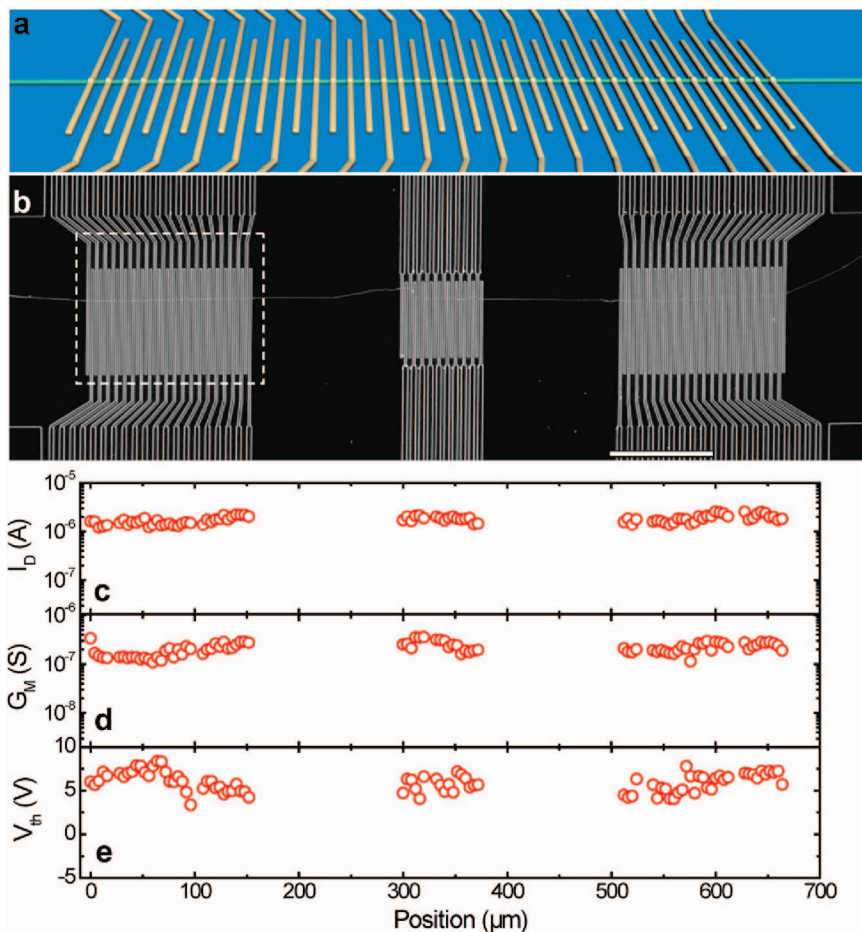 a
b
10⁻⁵
10⁻⁶
10⁻⁷
I_D (A)
c
10⁻⁶
10⁻⁷
10⁻⁸
G_M (S)
d
10
5
0
-5
V_th (V)
e
0 100 200 300 400 500 600 700
Position (µm)